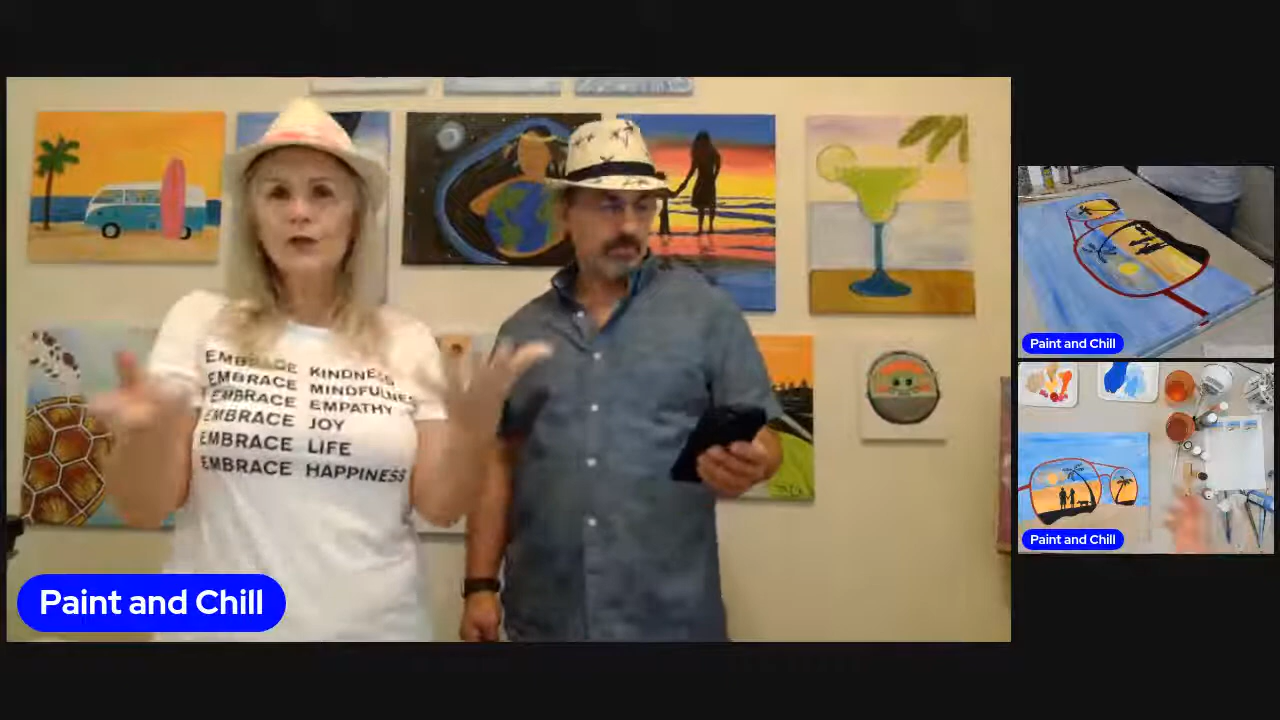 EMBRACE KINDNESS
EMBRACE MINDFULNES
EMBRACE EMPATHY
EMBRACE JOY
EMBRACE LIFE
EMBRACE HAPPINESS
Paint and Chill
Paint and Chill
Paint and Chill